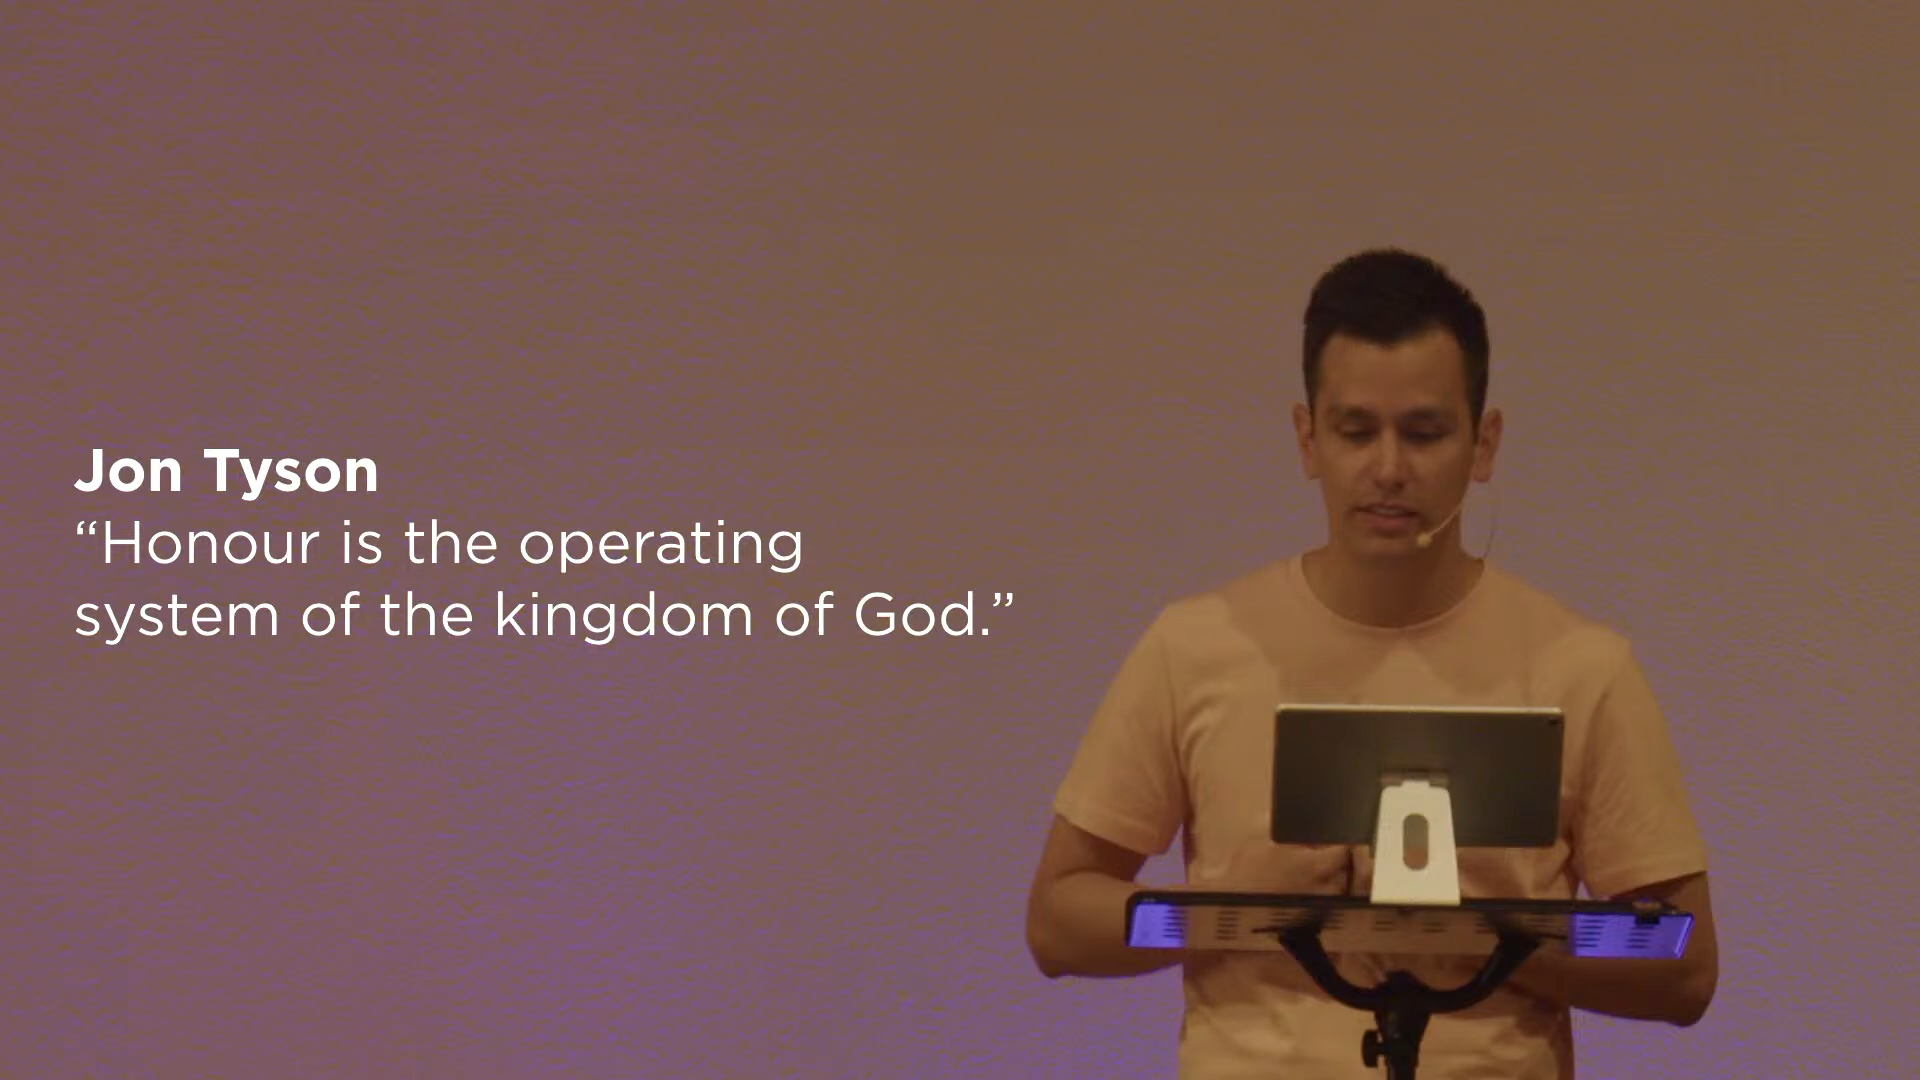 Jon Tyson
“Honour is the operating
system of the kingdom of God.”